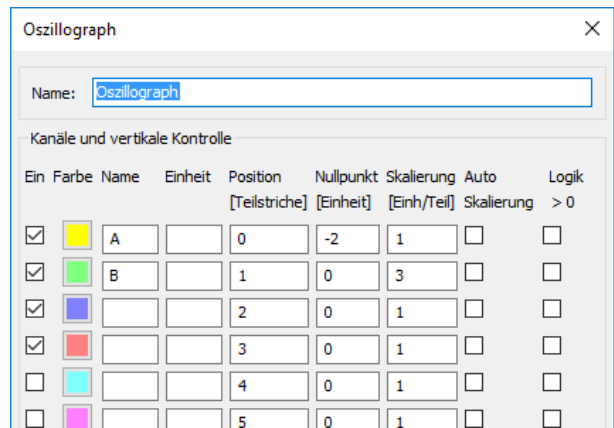 Oszillograph
Name: Oszillograph
Kanäle und vertikale Kontrolle
Ein Farbe Name Einheit Position Nullpunkt Skalierung Auto Logik
[Teilstriche] [Einheit] [Einh/Teil] Skalierung > 0
A 0 -2 1
B 1 0 3
2 0 1
3 0 1
4 0 1
5 0 1